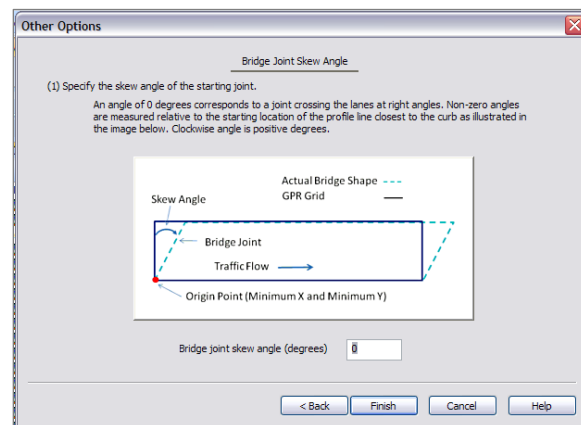 Other Options
Bridge Joint Skew Angle
(1) Specify the skew angle of the starting joint.
An angle of 0 degrees corresponds to a joint crossing the lanes at right angles. Non-zero angles
are measured relative to the starting location of the profile line closest to the curb as illustrated in
the image below. Clockwise angle is positive degrees.
Actual Bridge Shape
GPR Grid
Skew Angle
Bridge Joint
Traffic Flow
Origin Point (Minimum X and Minimum Y)
Bridge joint skew angle (degrees) 0
< Back Finish Cancel Help